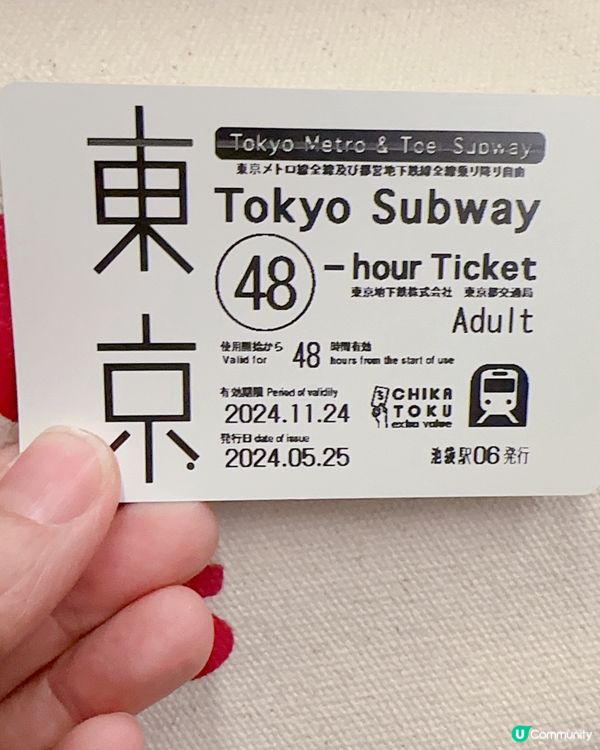 東京
Tokyo Metro & Toei Subway
東京メトロ線全線及び都営地下鉄線全線乗り降り自由
Tokyo Subway
48 -hour Ticket
東京地下鉄株式会社 東京都交通局
Adult
使用開始から 48 時間有効
Valid for 48 hours from the start of use
有効期限 Period of validity
2024.11.24
CHIKA
TOKU
extra value
発行日 date of issue
2024.05.25
池袋駅06発行
U Community